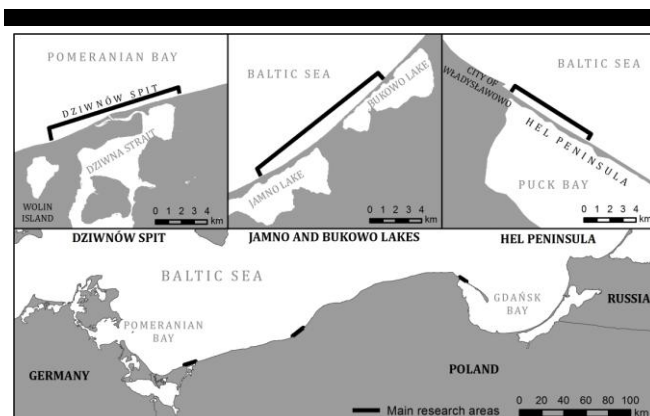 POMERANIAN BAY
DZIWNÓW SPIT
DZIWNA STRAIT
WOLIN
ISLAND
0 1 2 3 4
km
BALTIC SEA
BUKOWO LAKE
JAMNO LAKE
0 1 2 3 4
km
CITY OF
WŁADYSŁAWOWO
BALTIC SEA
HEL PENINSULA
PUCK BAY
0 1 2 3 4
km
DZIWNÓW SPIT
JAMNO AND BUKOWO LAKES
HEL PENINSULA
BALTIC SEA
POMERANIAN
BAY
GDAŃSK
BAY
RUSSIA
GERMANY
POLAND
Main research areas
0 20 40 60 80 100
km